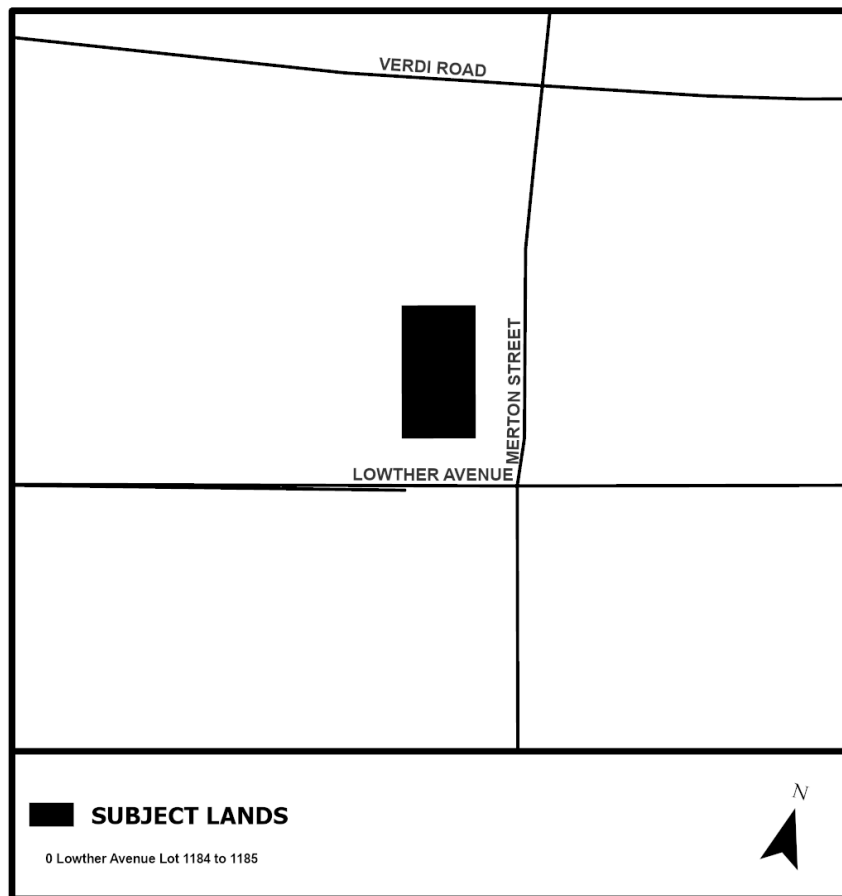 VERDI ROAD
MERTON STREET
LOWTHER AVENUE
SUBJECT LANDS
N
0 Lowther Avenue Lot 1184 to 1185